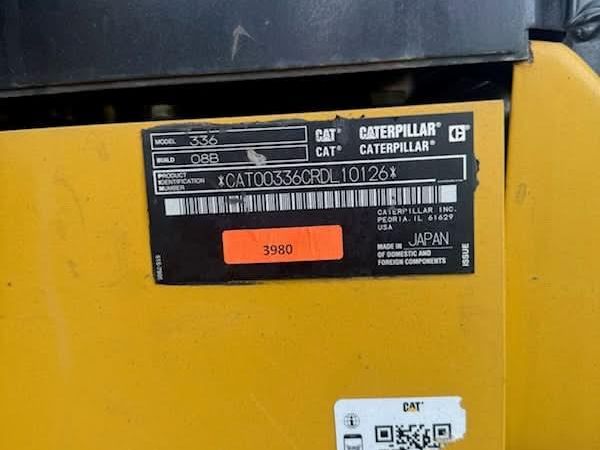 MODEL 336
CAT CATERPILLAR® C
BUILD 08B
CAT® CATERPILLAR®
PRODUCT IDENTIFICATION NUMBER *CAT00336CRDL10126*
CATERPILLAR INC.
PEORIA, IL 61629
USA
3980
MADE IN JAPAN
OF DOMESTIC AND
FOREIGN COMPONENTS
ISSUE
CAT